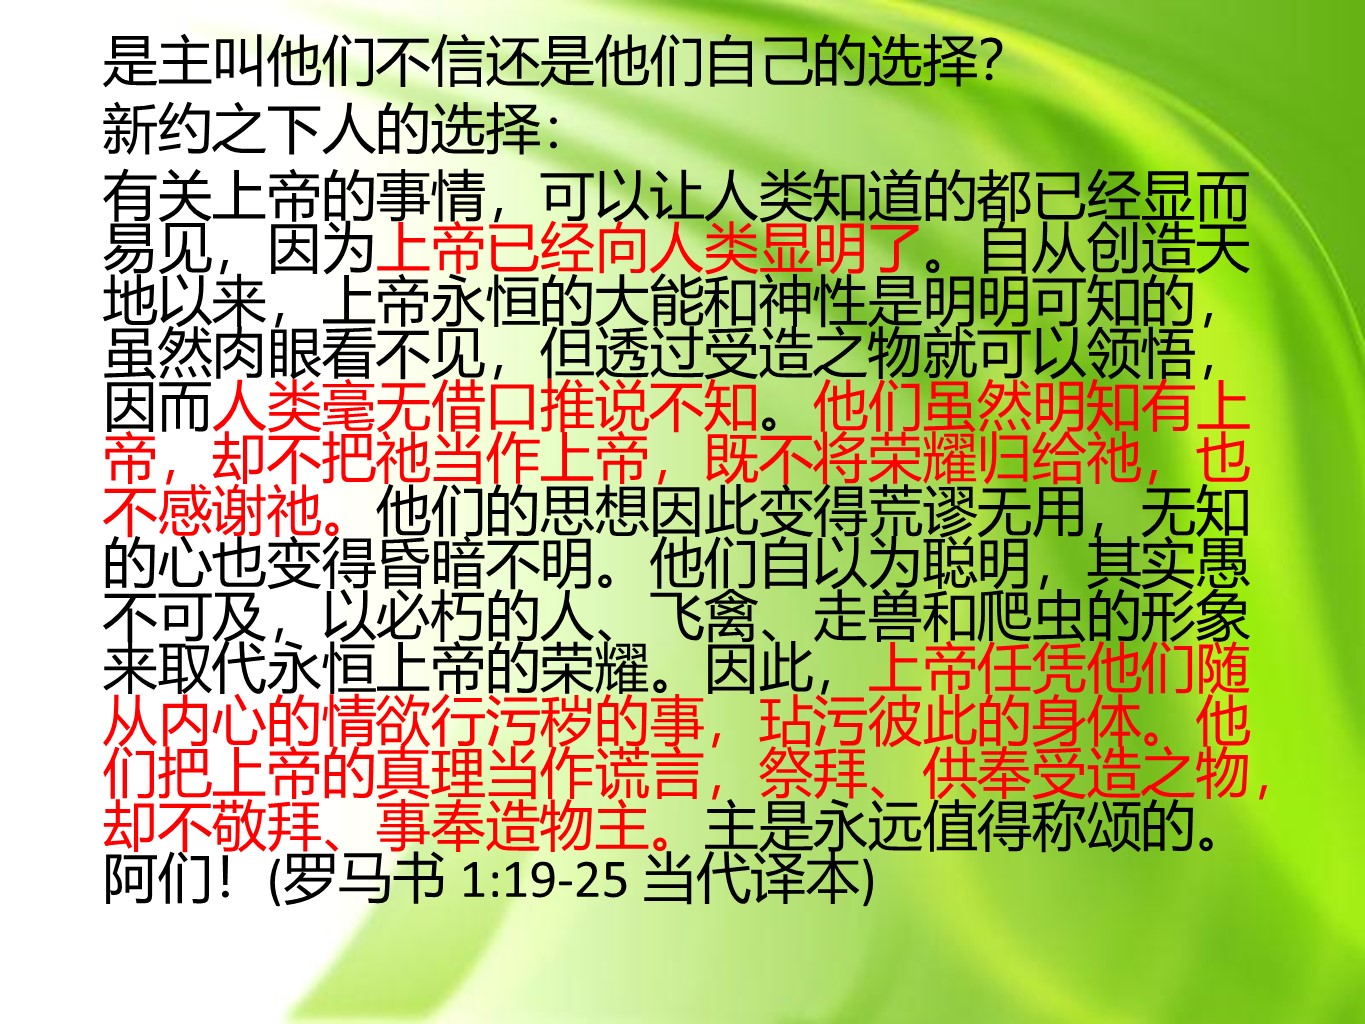 是主叫他们不信还是他们自己的选择？
新约之下人的选择：
有关上帝的事情，可以让人类知道的都已经显而
易见，因为上帝已经向人类显明了。自从创造天
地以来，上帝永恒的大能和神性是明明可知的，
虽然肉眼看不见，但透过受造之物就可以领悟，
因而人类毫无借口推说不知。他们虽然明知有上
帝，却不把祂当作上帝，既不将荣耀归给祂，也
不感谢祂。他们的思想因此变得荒谬无用，无知
的心也变得昏暗不明。他们自以为聪明，其实愚
不可及，以必朽的人、飞禽、走兽和爬虫的形象
来取代永恒上帝的荣耀。因此，上帝任凭他们随
从内心的情欲行污秽的事，玷污彼此的身体。他
们把上帝的真理当作谎言，祭拜、供奉受造之物，
却不敬拜、事奉造物主。主是永远值得称颂的。
阿们！(罗马书 1:19-25 当代译本)